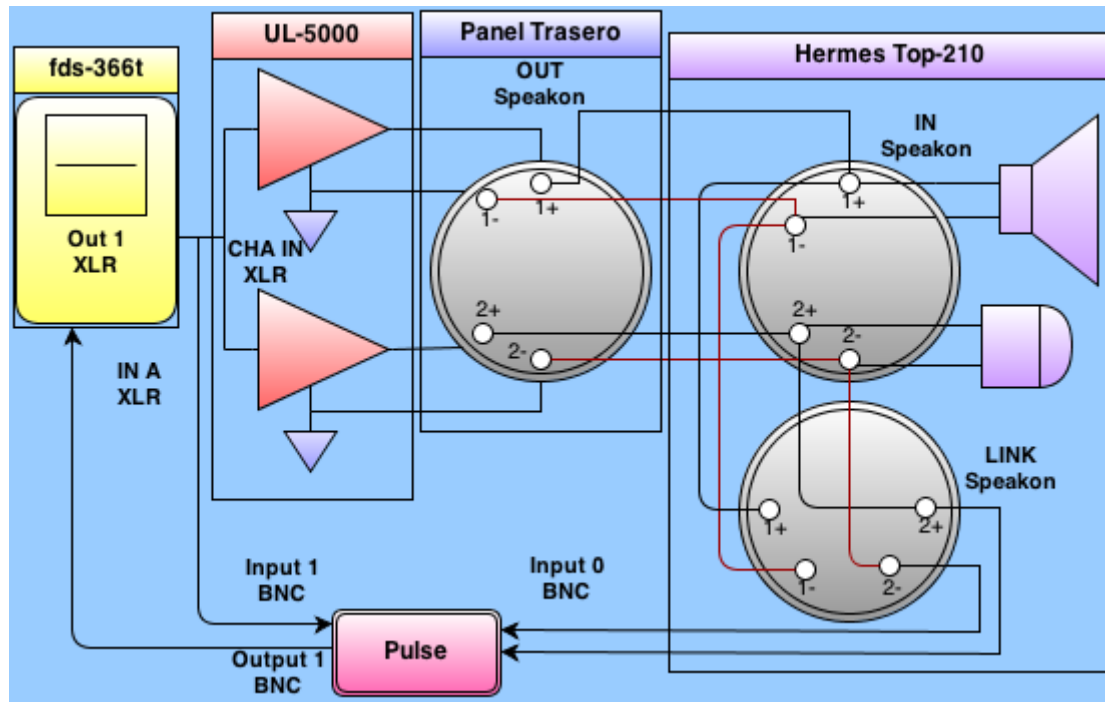 fds-366t
Out 1
XLR
IN A
XLR
UL-5000
CHA IN
XLR
Panel Trasero
OUT
Speakon
1-
1+
2+
2-
Hermes Top-210
IN
Speakon
1+
1-
2+
2-
LINK
Speakon
1+
2+
1-
2-
Input 1
BNC
Input 0
BNC
Output 1
BNC
Pulse